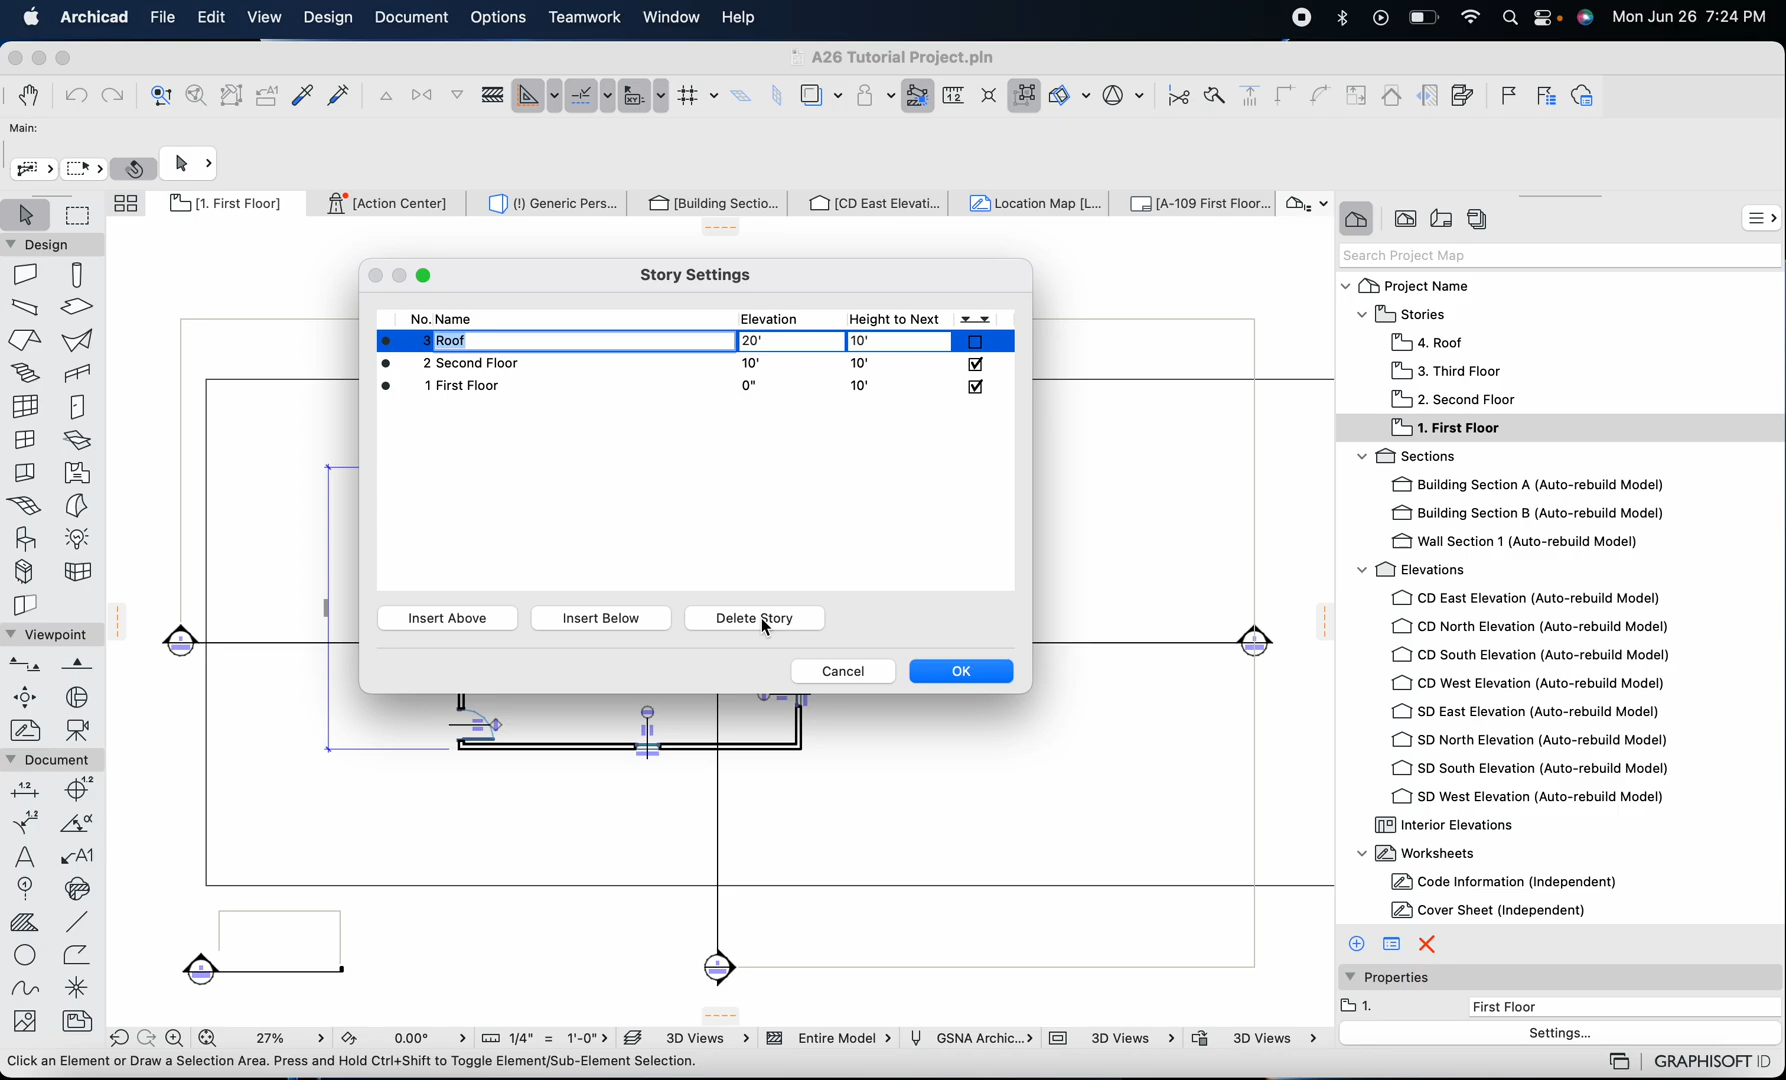 Archicad File Edit View Design Document Options Teamwork Window Help
Mon Jun 26 7:24 PM
A26 Tutorial Project.pln
Main:
[1. First Floor]
[Action Center]
(!) Generic Pers...
[Building Sectio...
[CD East Elevati...
Location Map [L...
[A-109 First Floor...
Search Project Map
Design
Viewpoint
Document
Story Settings
No. Name Elevation Height to Next
3 Roof 20' 10'
2 Second Floor 10' 10'
1 First Floor 0" 10'
Insert Above
Insert Below
Delete Story
Cancel
OK
Project Name
Stories
4. Roof
3. Third Floor
2. Second Floor
1. First Floor
Sections
Building Section A (Auto-rebuild Model)
Building Section B (Auto-rebuild Model)
Wall Section 1 (Auto-rebuild Model)
Elevations
CD East Elevation (Auto-rebuild Model)
CD North Elevation (Auto-rebuild Model)
CD South Elevation (Auto-rebuild Model)
CD West Elevation (Auto-rebuild Model)
SD East Elevation (Auto-rebuild Model)
SD North Elevation (Auto-rebuild Model)
SD South Elevation (Auto-rebuild Model)
SD West Elevation (Auto-rebuild Model)
Interior Elevations
Worksheets
Code Information (Independent)
Cover Sheet (Independent)
Properties
1. First Floor
Settings...
27% 0.00° 1/4" = 1'-0" 3D Views Entire Model GSNA Archic... 3D Views 3D Views
Click an Element or Draw a Selection Area. Press and Hold Ctrl+Shift to Toggle Element/Sub-Element Selection.
GRAPHISOFT ID